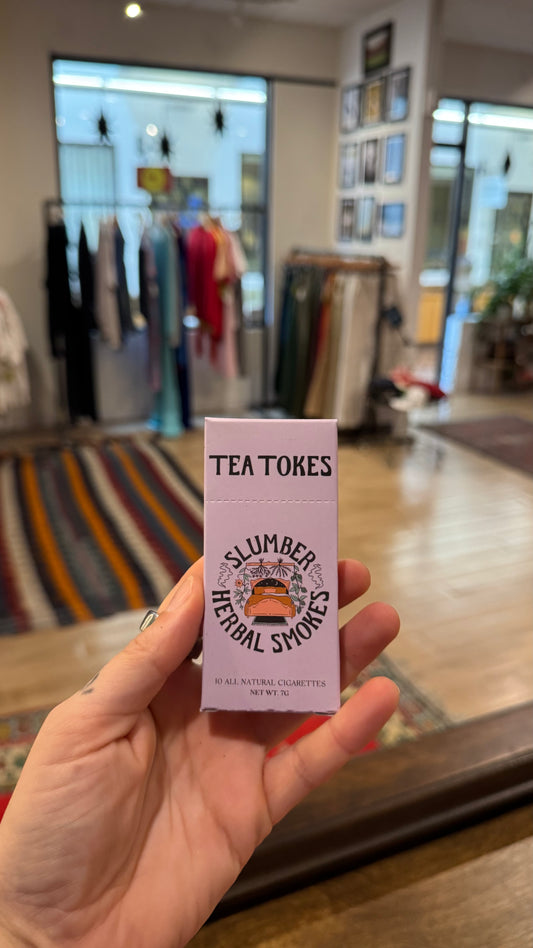 TEA TOKES
SLUMBER
HERBAL SMOKES
10 ALL NATURAL CIGARETTES
NET WT. 7G